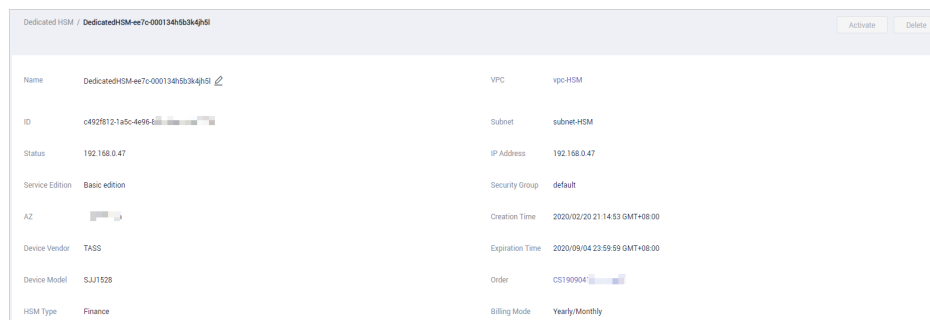 Dedicated HSM / DedicatedHSM-ee7c-000134h5b3k4jh5l
Activate
Delete
Name DedicatedHSM-ee7c-000134h5b3k4jh5l
VPC vpc-HSM
ID c492f812-1a5c-4e96-
Subnet subnet-HSM
Status 192.168.0.47
IP Address 192.168.0.47
Service Edition Basic edition
Security Group default
AZ
Creation Time 2020/02/20 21:14:53 GMT+08:00
Device Vendor TASS
Expiration Time 2020/09/04 23:59:59 GMT+08:00
Device Model SJJ1528
Order CS190904
HSM Type Finance
Billing Mode Yearly/Monthly